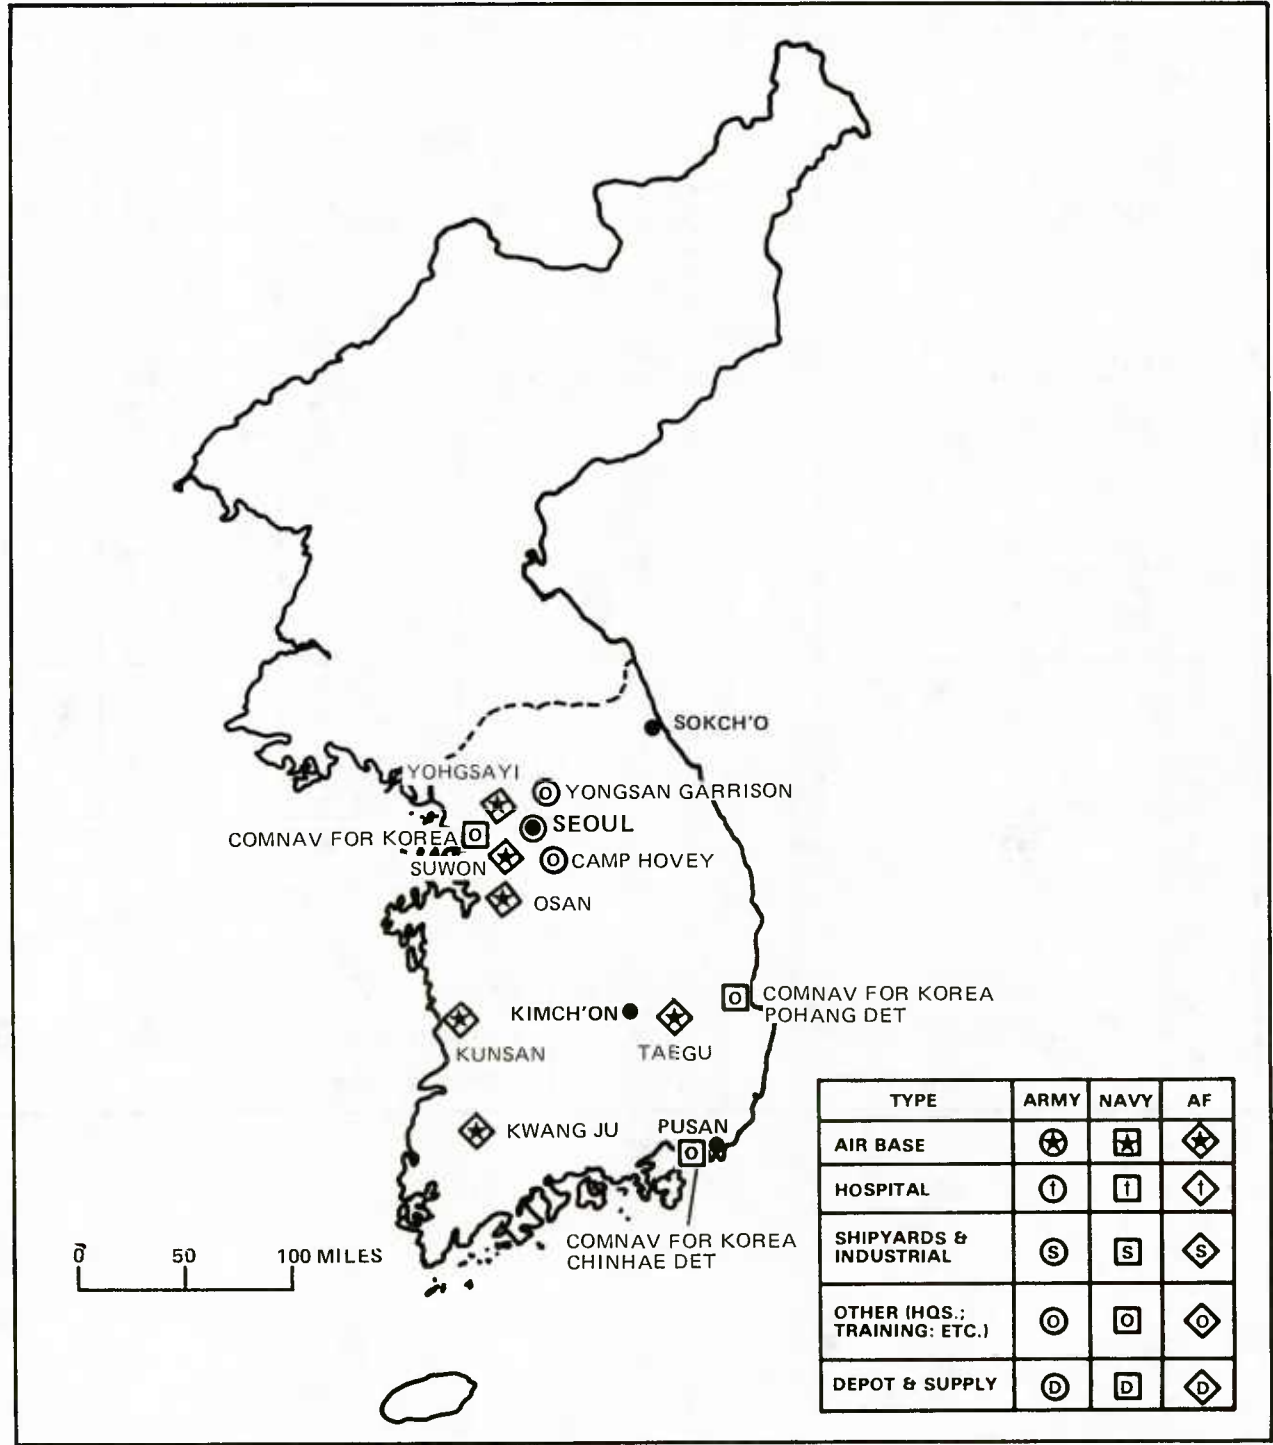 SOKCH'O
YOHGSAYI
YONGSAN GARRISON
SEOUL
COMNAV FOR KOREA
SUWON
CAMP HOVEY
OSAN
COMNAV FOR KOREA
POHANG DET
KIMCH'ON
KUNSAN
TAEGU
KWANG JU
PUSAN
COMNAV FOR KOREA
CHINHAE DET
0 50 100 MILES
TYPE ARMY NAVY AF
AIR BASE
HOSPITAL
SHIPYARDS &
INDUSTRIAL S S S
OTHER (HQS.;
TRAINING: ETC.) O O O
DEPOT & SUPPLY D D D